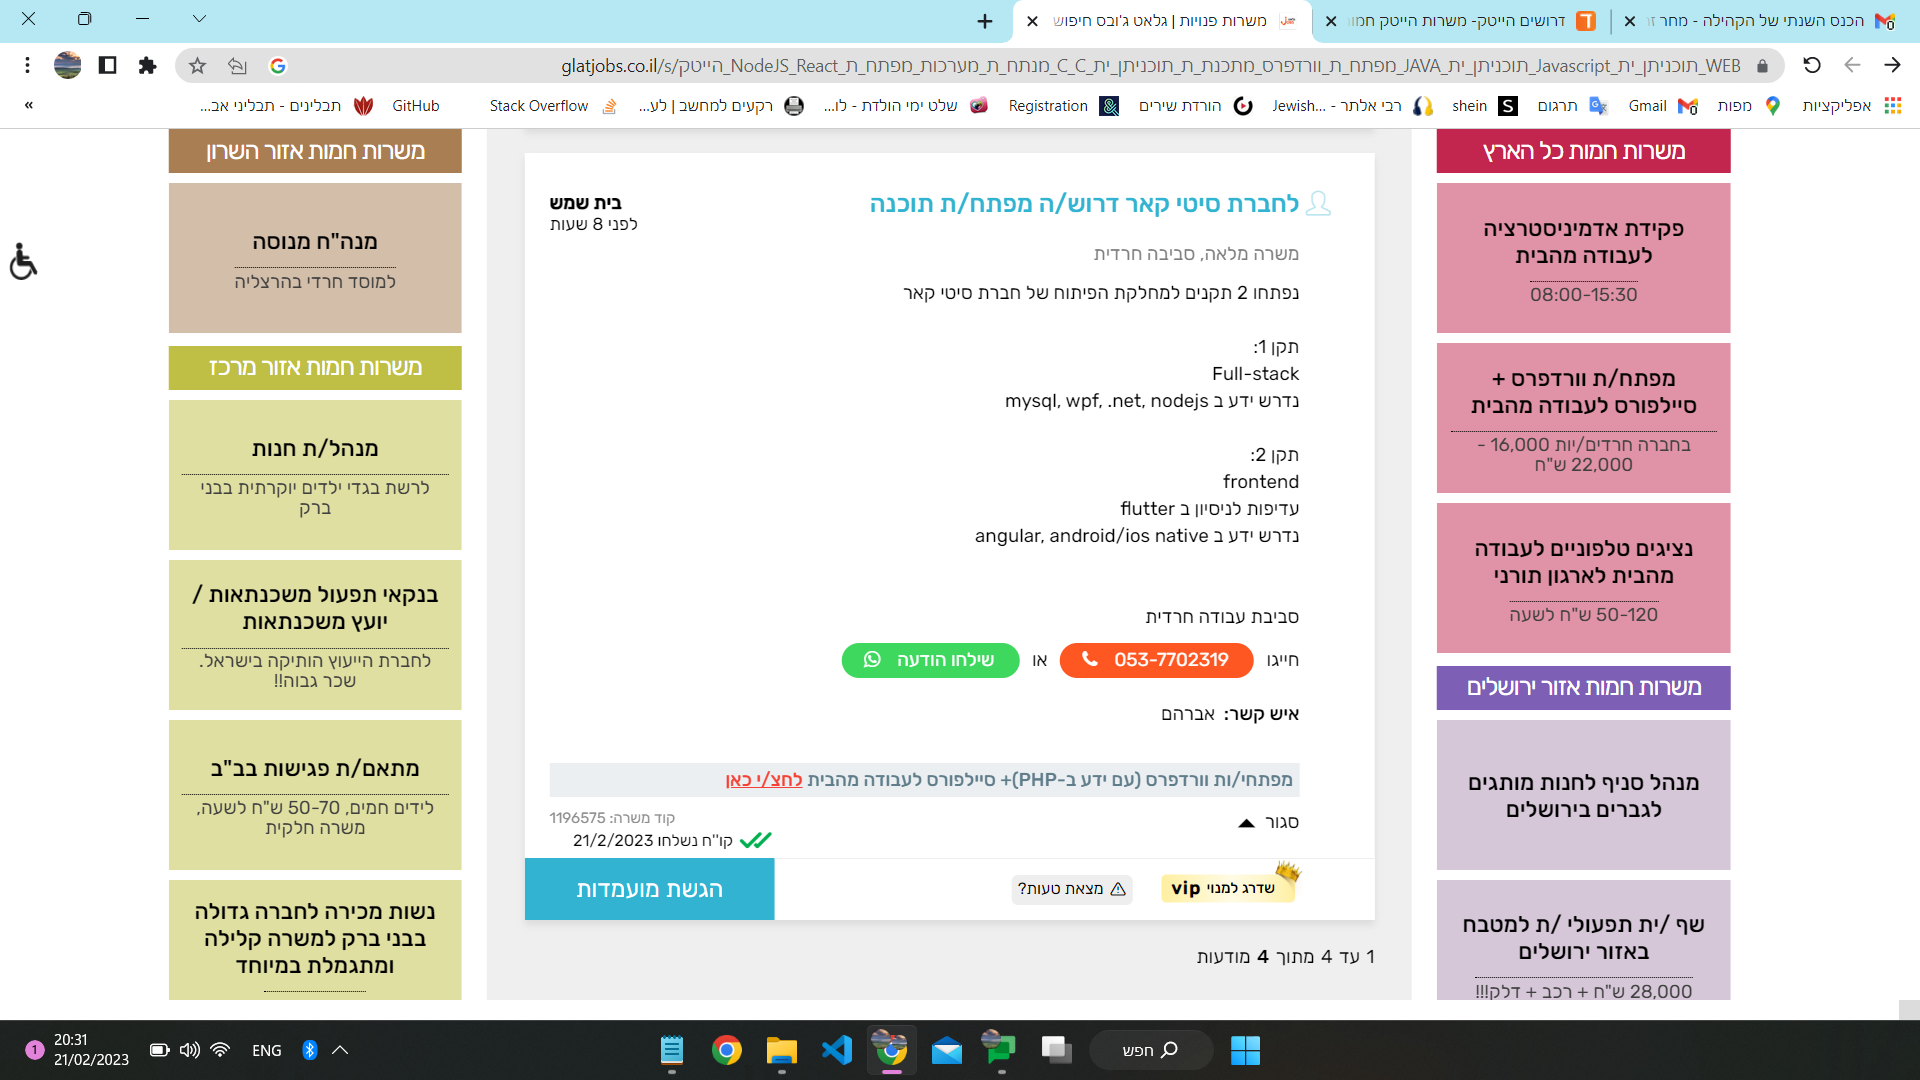 הכנס השנתי של הקהילה - מחר
דרושים הייטק- משרות הייטק חמו
משרות פנויות | גלאט ג'ובס חיפוש
glatjobs.co.il/s/הייטק_NodeJS_React_מפתח_ת_וורדפרס_מתכנת_ת_תוכניתן_ית_C_C_מנתח_ת_מערכות_מפתח_ת_JAVA_תוכניתן_ית_Javascript_תוכניתן_ית_WEB
אפליקציות
מפות
Gmail
תרגום
shein
רבי אלתר - Jewish...
הורדת שירים
Registration
שלט ימי הולדת - לו...
רקעים למחשב | לע...
Stack Overflow
GitHub
תבלינים - תבליני אב...
«
משרות חמות כל הארץ
פקידת אדמיניסטרציה
לעבודה מהבית
08:00-15:30
מפתח/ת וורדפרס +
סיילפורס לעבודה מהבית
בחברה חרדים/יות 16,000 -
22,000 ש"ח
נציגים טלפוניים לעבודה
מהבית לארגון תורני
50-120 ש"ח לשעה
משרות חמות אזור ירושלים
מנהל סניף לחנות מותגים
לגברים בירושלים
שף /ית תפעולי /ת למטבח
באזור ירושלים
28,000 ש"ח + רכב + דלק!!!
לחברת סיטי קאר דרוש/ה מפתח/ת תוכנה
בית שמש
לפני 8 שעות
משרה מלאה, סביבה חרדית
נפתחו 2 תקנים למחלקת הפיתוח של חברת סיטי קאר
תקן 1:
Full-stack
נדרש ידע ב mysql, wpf, .net, nodejs
תקן 2:
frontend
עדיפות לניסיון ב flutter
נדרש ידע ב angular, android/ios native
סביבת עבודה חרדית
חייגו 053-7702319 או שילחו הודעה
איש קשר: אברהם
מפתחי/ות וורדפרס (עם ידע ב-PHP)+ סיילפורס לעבודה מהבית לחצ/י כאן
סגור
קוד משרה: 1196575
קו"ח נשלחו 21/2/2023
שדרג למנוי vip
מצאת טעות?
הגשת מועמדות
1 עד 4 מתוך 4 מודעות
משרות חמות אזור השרון
מנה"ח מנוסה
למוסד חרדי בהרצליה
משרות חמות אזור מרכז
מנהל/ת חנות
לרשת בגדי ילדים יוקרתית בבני
ברק
בנקאי תפעול משכנתאות /
יועץ משכנתאות
לחברת הייעוץ הותיקה בישראל.
שכר גבוה!!
מתאם/ת פגישות בב"ב
לידים חמים, 50-70 ש"ח לשעה,
משרה חלקית
נשות מכירה לחברה גדולה
בבני ברק למשרה קלילה
ומתגמלת במיוחד
חפש
ENG
20:31
21/02/2023
1